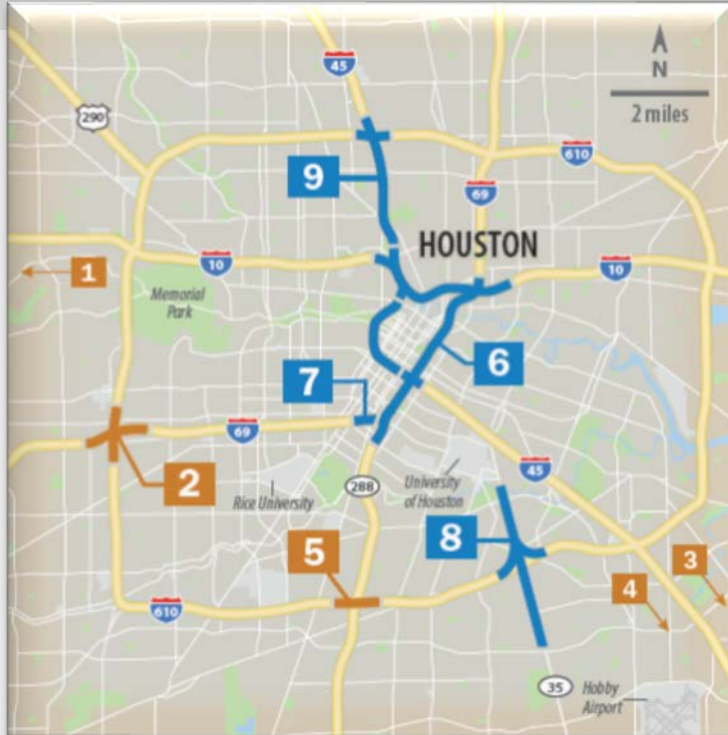 45
N
2 miles
290
610
9
69
HOUSTON
1
10
10
Memorial
Park
6
7
69
2
Rice University
288
University
of Houston
45
8
5
3
4
610
35
Hobby
Airport